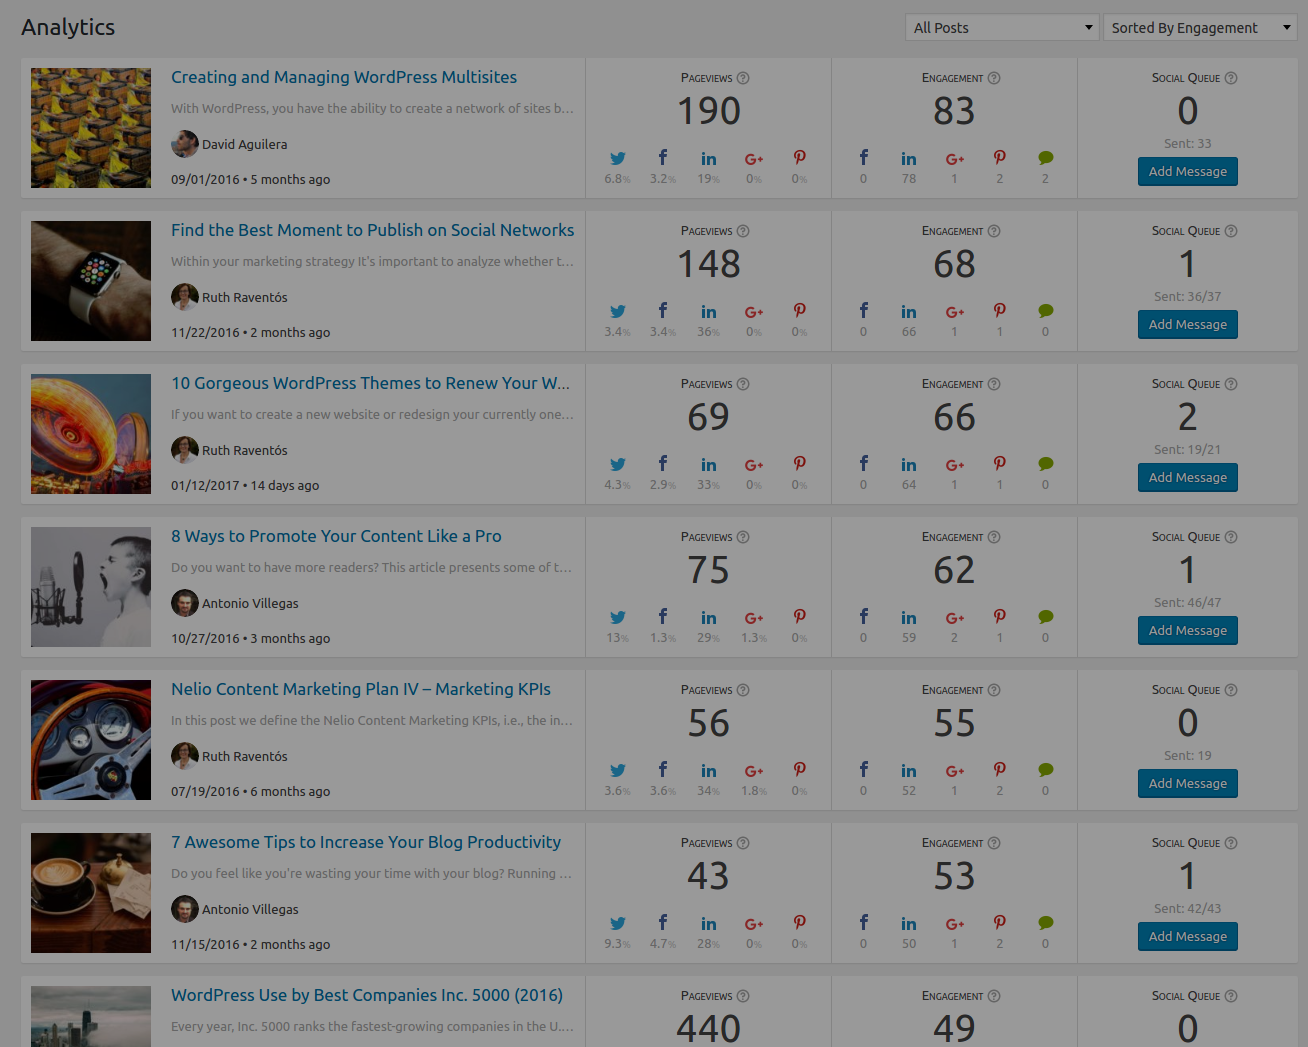 Analytics
All Posts
Sorted By Engagement
Creating and Managing WordPress Multisites
With WordPress, you have the ability to create a network of sites b...
David Aguilera
09/01/2016 • 5 months ago
Pageviews ?
190
6.8% 3.2% 19% 0% 0%
Engagement ?
83
0 78 1 2 2
Social Queue ?
0
Sent: 33
Add Message
Find the Best Moment to Publish on Social Networks
Within your marketing strategy It's important to analyze whether t...
Ruth Raventós
11/22/2016 • 2 months ago
Pageviews ?
148
3.4% 3.4% 36% 0% 0%
Engagement ?
68
0 66 1 1 0
Social Queue ?
1
Sent: 36/37
Add Message
10 Gorgeous WordPress Themes to Renew Your W...
If you want to create a new website or redesign your currently one...
Ruth Raventós
01/12/2017 • 14 days ago
Pageviews ?
69
4.3% 2.9% 33% 0% 0%
Engagement ?
66
0 64 1 1 0
Social Queue ?
2
Sent: 19/21
Add Message
8 Ways to Promote Your Content Like a Pro
Do you want to have more readers? This article presents some of t...
Antonio Villegas
10/27/2016 • 3 months ago
Pageviews ?
75
13% 1.3% 29% 1.3% 0%
Engagement ?
62
0 59 2 1 0
Social Queue ?
1
Sent: 46/47
Add Message
Nelio Content Marketing Plan IV – Marketing KPIs
In this post we define the Nelio Content Marketing KPIs, i.e., the in...
Ruth Raventós
07/19/2016 • 6 months ago
Pageviews ?
56
3.6% 3.6% 34% 1.8% 0%
Engagement ?
55
0 52 1 2 0
Social Queue ?
0
Sent: 19
Add Message
7 Awesome Tips to Increase Your Blog Productivity
Do you feel like you're wasting your time with your blog? Running ...
Antonio Villegas
11/15/2016 • 2 months ago
Pageviews ?
43
9.3% 4.7% 28% 0% 0%
Engagement ?
53
0 50 1 2 0
Social Queue ?
1
Sent: 42/43
Add Message
WordPress Use by Best Companies Inc. 5000 (2016)
Every year, Inc. 5000 ranks the fastest-growing companies in the U....
Pageviews ?
440
Engagement ?
49
Social Queue ?
0